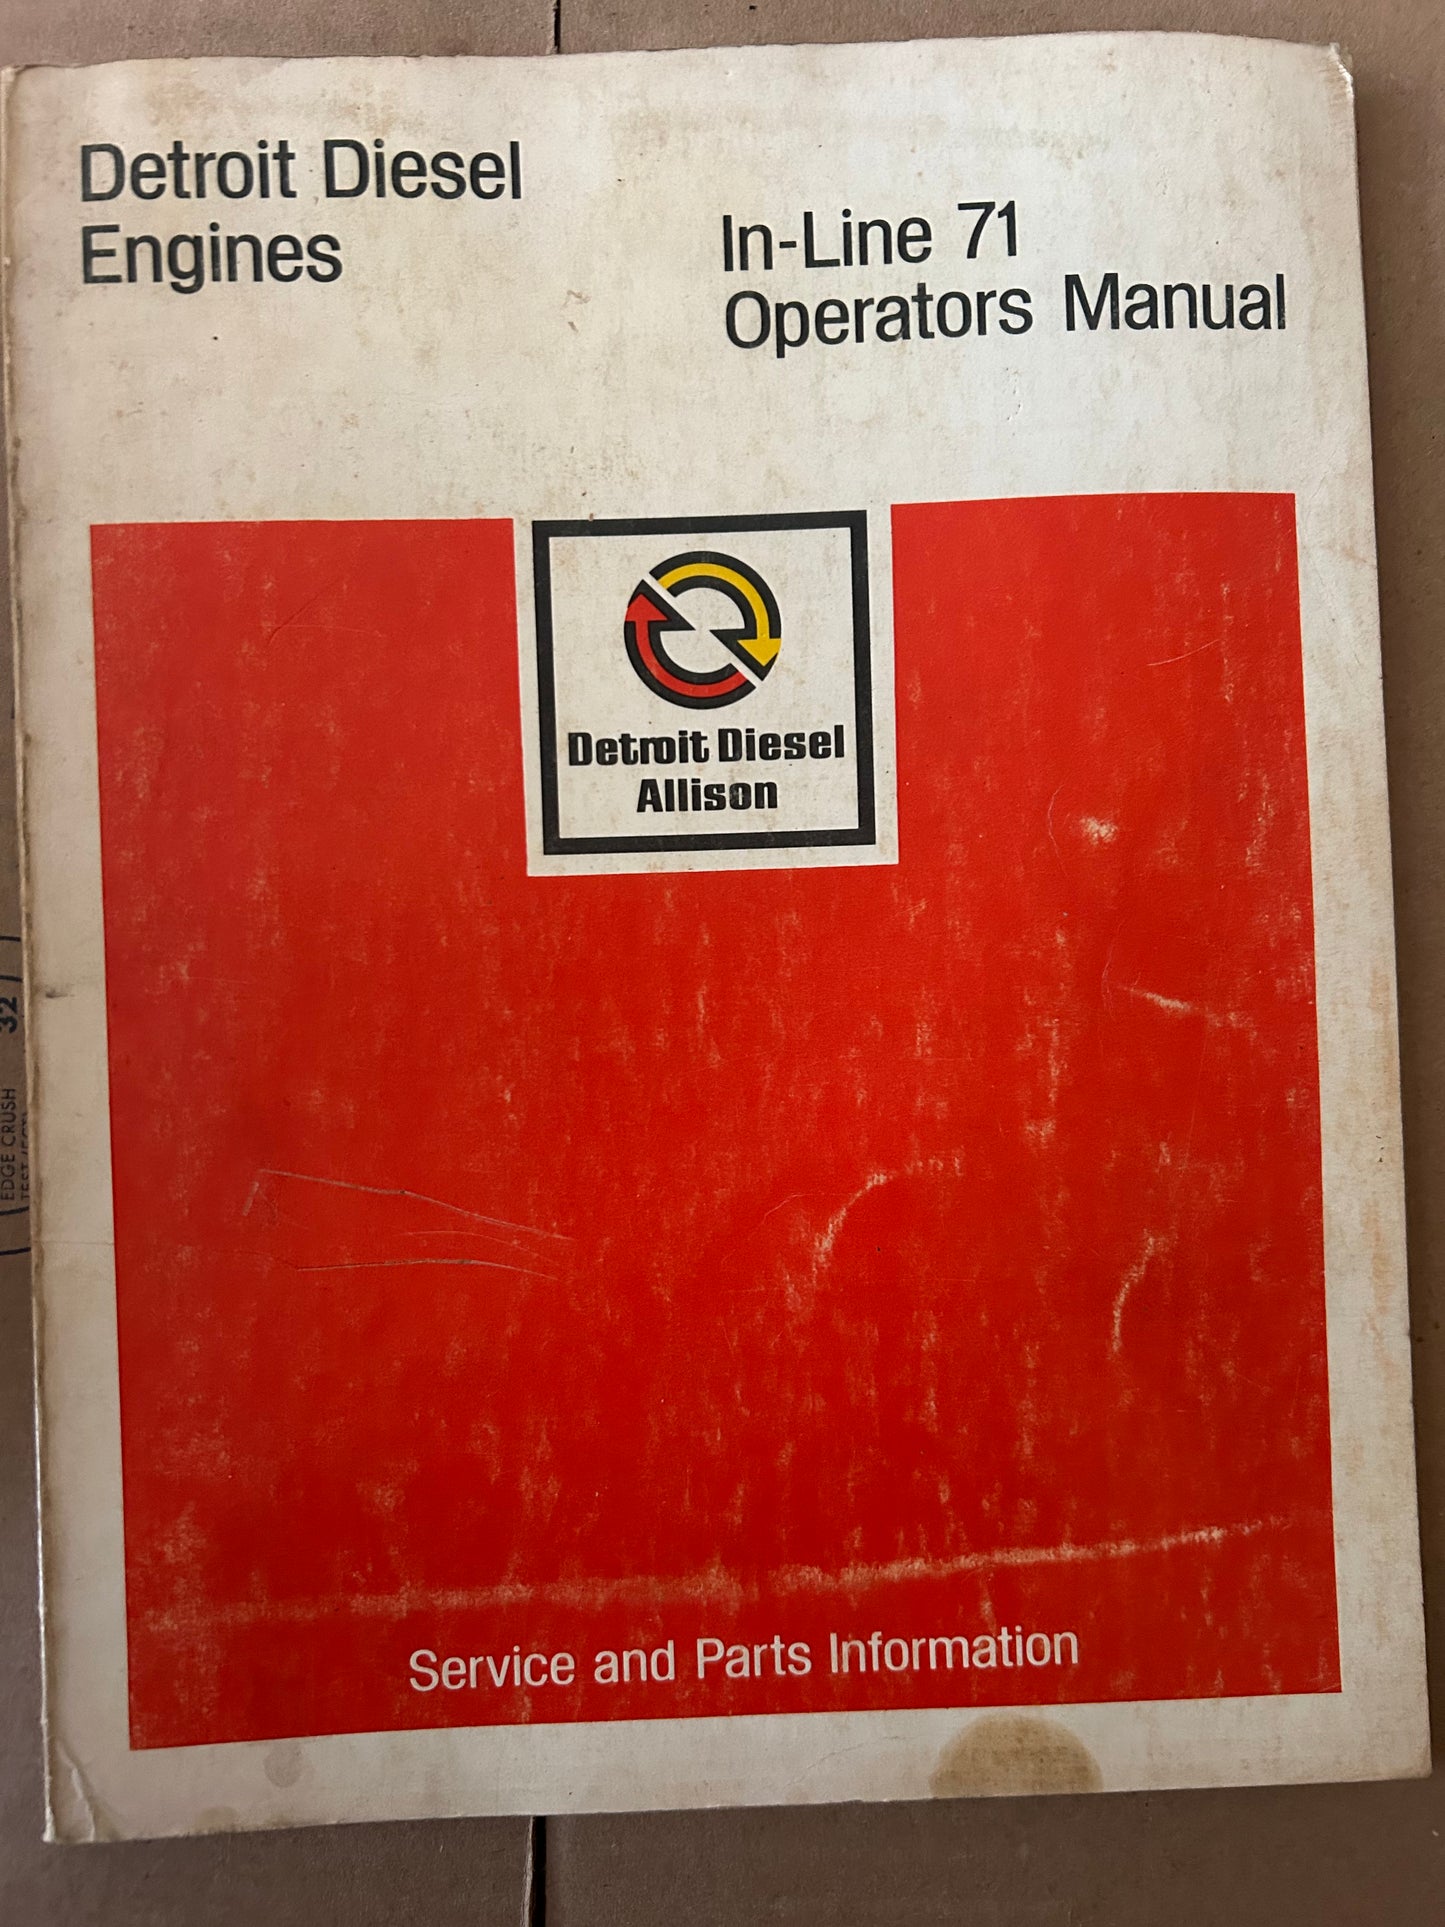 Detroit Diesel
Engines
In-Line 71
Operators Manual
Detroit Diesel
Allison
Service and Parts Information
32
EDGE CRUSH